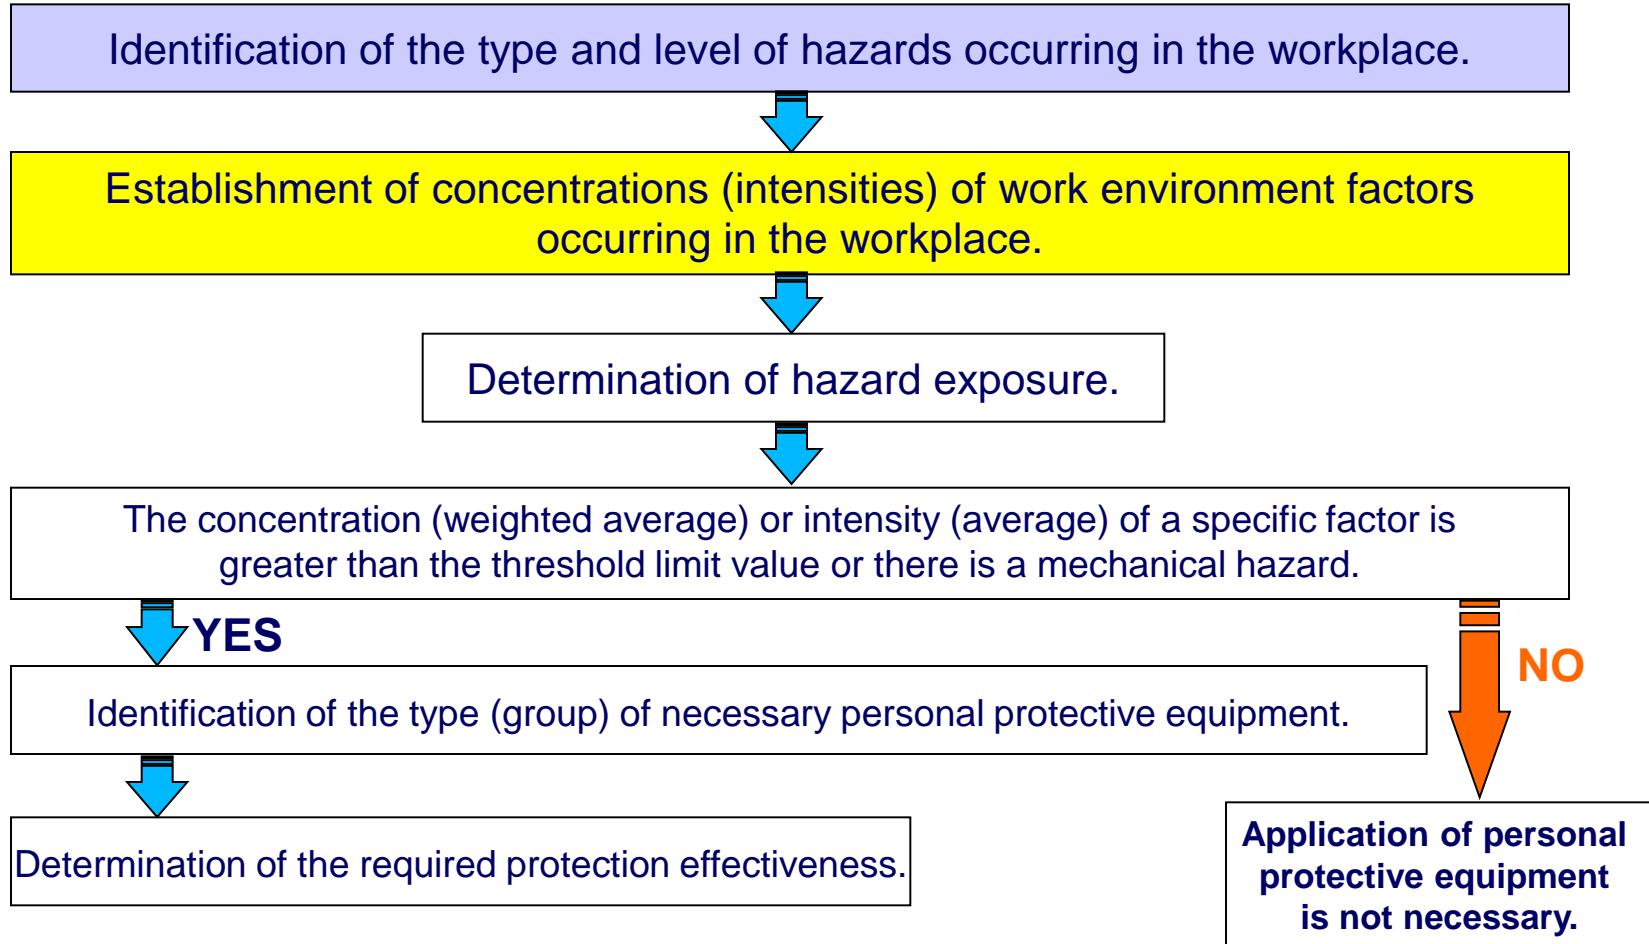 Identification of the type and level of hazards occurring in the workplace.
Establishment of concentrations (intensities) of work environment factors
occurring in the workplace.
Determination of hazard exposure.
The concentration (weighted average) or intensity (average) of a specific factor is
greater than the threshold limit value or there is a mechanical hazard.
YES
NO
Identification of the type (group) of necessary personal protective equipment.
Determination of the required protection effectiveness.
Application of personal
protective equipment
is not necessary.